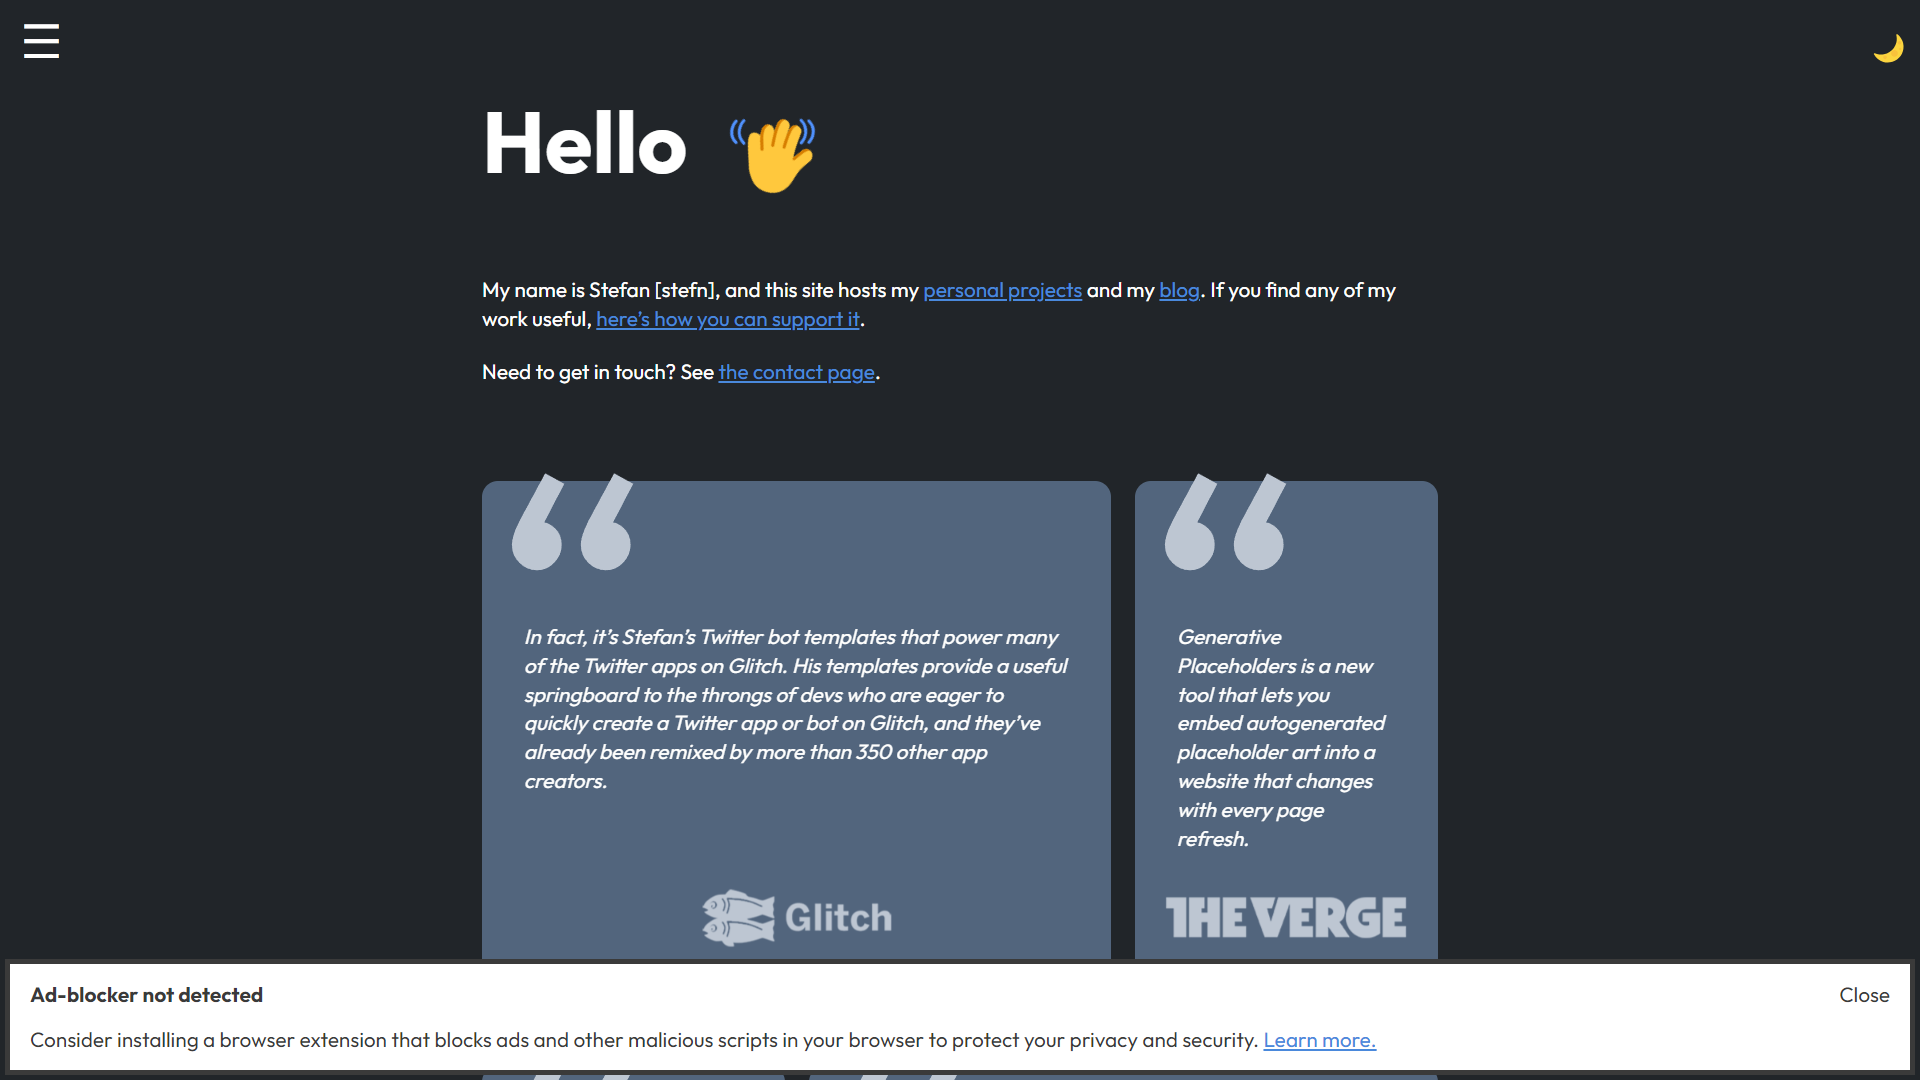 Hello
My name is Stefan [stefn], and this site hosts my personal projects and my blog. If you find any of my
work useful, here’s how you can support it.
Need to get in touch? See the contact page.
In fact, it’s Stefan’s Twitter bot templates that power many
of the Twitter apps on Glitch. His templates provide a useful
springboard to the throngs of devs who are eager to
quickly create a Twitter app or bot on Glitch, and they’ve
already been remixed by more than 350 other app
creators.
Glitch
Generative
Placeholders is a new
tool that lets you
embed autogenerated
placeholder art into a
website that changes
with every page
refresh.
THE VERGE
Ad-blocker not detected
Close
Consider installing a browser extension that blocks ads and other malicious scripts in your browser to protect your privacy and security. Learn more.